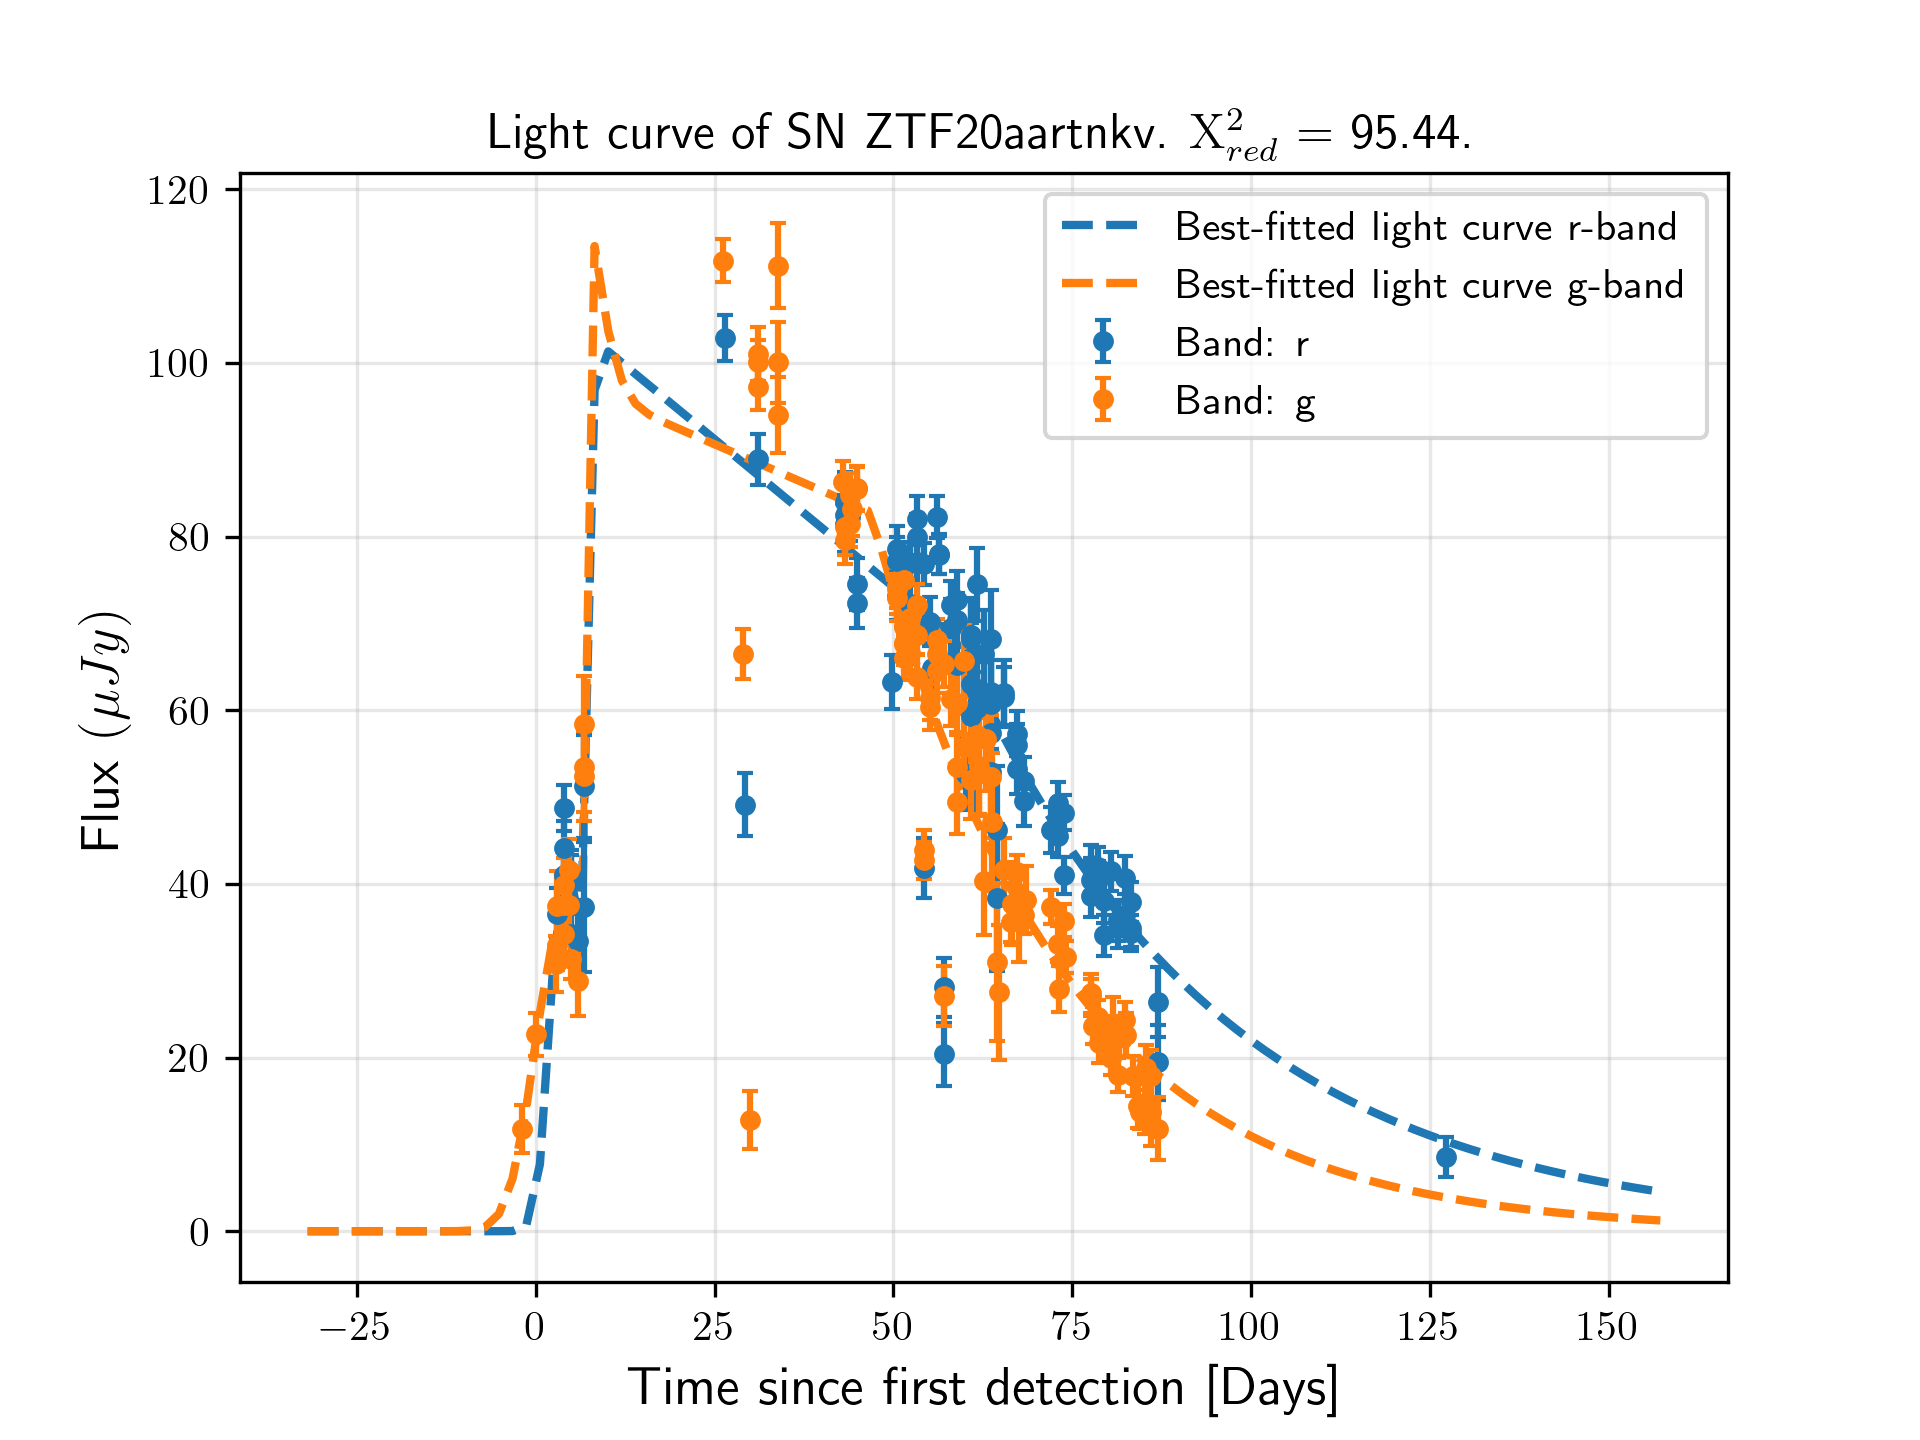 Light curve of SN ZTF20aartnkv. X²_red = 95.44.
Best-fitted light curve r-band
Best-fitted light curve g-band
Band: r
Band: g
120
100
80
60
40
20
0
Flux (μJy)
−25 0 25 50 75 100 125 150
Time since first detection [Days]